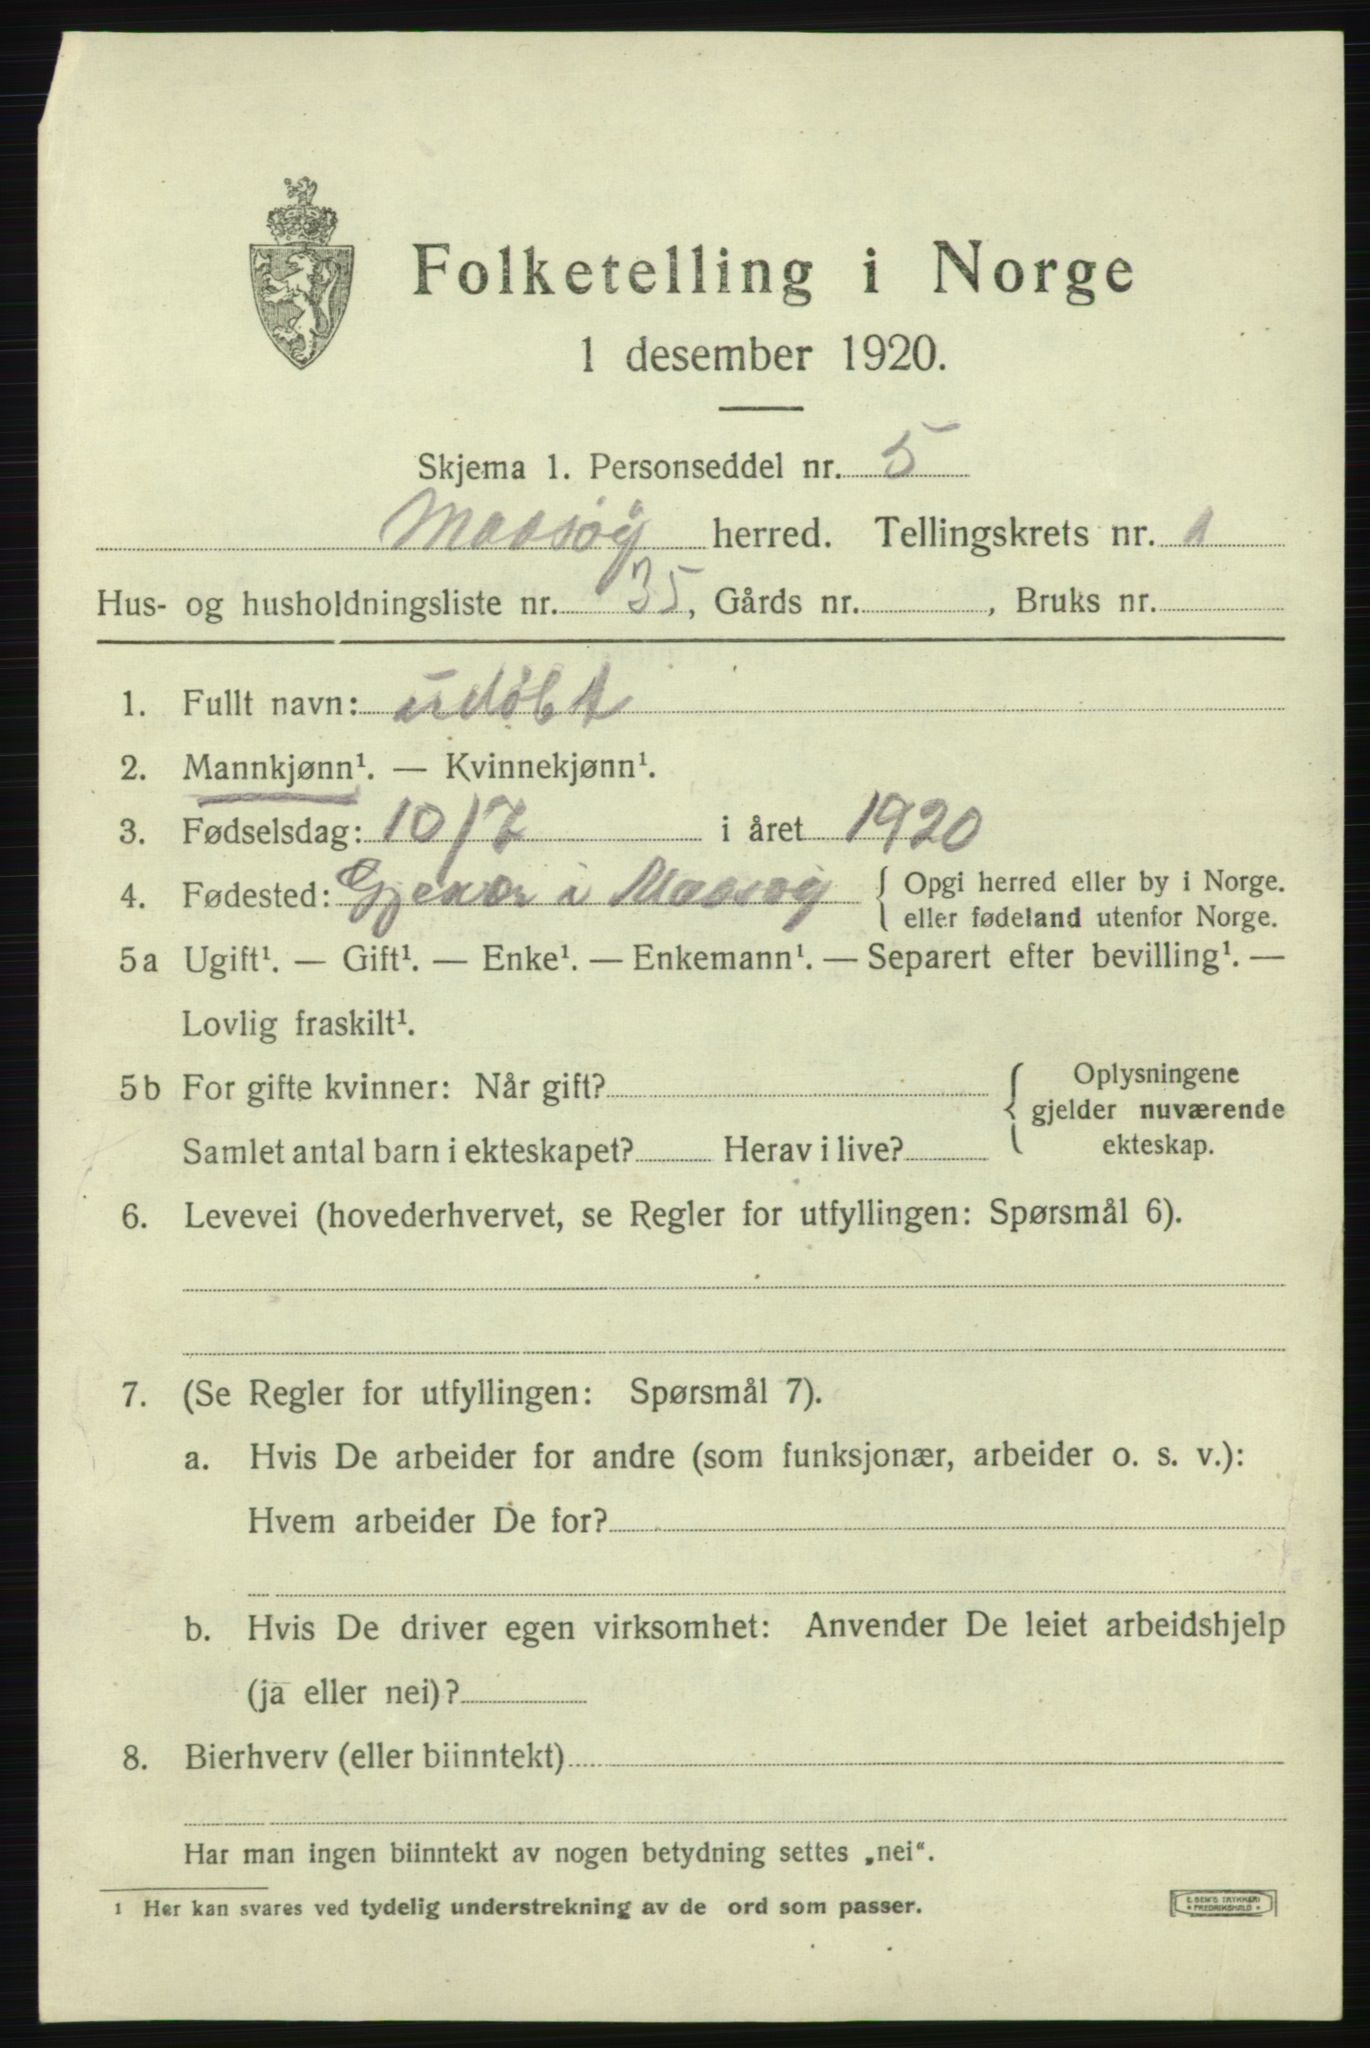 Folketelling i Norge
1 desember 1920.
Skjema 1. Personseddel nr. 5
Maasøy herred. Tellingskrets nr. 1
Hus- og husholdningsliste nr. 35, Gårds nr. , Bruks nr.
1. Fullt navn: udøbt
2. Mannkjønn¹. — Kvinnekjønn¹.
3. Fødselsdag: 10/7 i året 1920
4. Fødested: Gjesvær i Maasøy { Opgi herred eller by i Norge.
eller fødeland utenfor Norge.
5a Ugift¹. — Gift¹. — Enke¹. — Enkemann¹. — Separert efter bevilling¹. —
Lovlig fraskilt¹.
5b For gifte kvinner: Når gift? { Oplysningene
gjelder nuværende
Samlet antal barn i ekteskapet? Herav i live? ekteskap.
6. Levevei (hovederhvervet, se Regler for utfyllingen: Spørsmål 6).
7. (Se Regler for utfyllingen: Spørsmål 7).
a. Hvis De arbeider for andre (som funksjonær, arbeider o. s. v.):
Hvem arbeider De for?
b. Hvis De driver egen virksomhet: Anvender De leiet arbeidshjelp
(ja eller nei)?
8. Bierhverv (eller biinntekt)
Har man ingen biinntekt av nogen betydning settes „nei“.
¹ Her kan svares ved tydelig understrekning av de ord som passer.
E. SEM'S TRYKKERI
FREDRIKSHALD